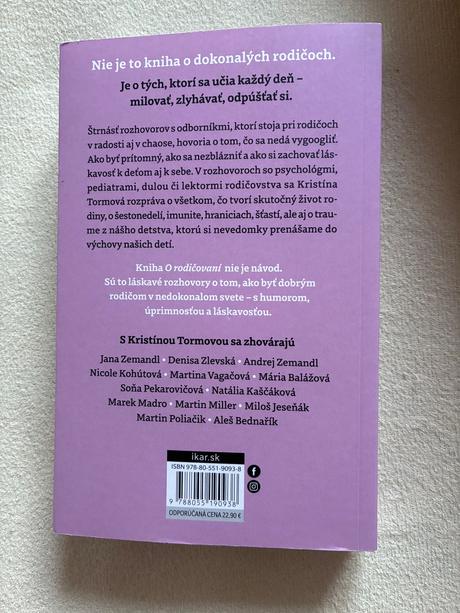 Nie je to kniha o dokonalých rodičoch.
Je o tých, ktorí sa učia každý deň –
milovať, zlyhávať, odpúšťať si.
Štrnásť rozhovorov s odborníkmi, ktorí stoja pri rodičoch
v radosti aj v chaose, hovoria o tom, čo sa nedá vygoogliť.
Ako byť prítomný, ako sa nezblázniť a ako si zachovať lás-
kavosť k deťom aj k sebe. V rozhovoroch so psychológmi,
pediatrami, dulou či lektormi rodičovstva sa Kristína
Tormová rozpráva o všetkom, čo tvorí skutočný život ro-
diny, o šestonedelí, imunite, hraniciach, šťastí, ale aj o trau-
me z nášho detstva, ktorú si nevedomky prenášame do
výchovy našich detí.
Kniha O rodičovaní nie je návod.
Sú to láskavé rozhovory o tom, ako byť dobrým
rodičom v nedokonalom svete – s humorom,
úprimnosťou a láskavosťou.
S Kristínou Tormovou sa zhovárajú
Jana Zemandl • Denisa Zlevská • Andrej Zemandl
Nicole Kohútová • Martina Vagačová • Mária Balážová
Soňa Pekarovičová • Natália Kaščáková
Marek Madro • Martin Miller • Miloš Jeseňák
Martin Poliačik • Aleš Bednařík
ikar.sk
ISBN 978-80-551-9093-8
9 788055 190938
ODPORÚČANÁ CENA 22,90 €